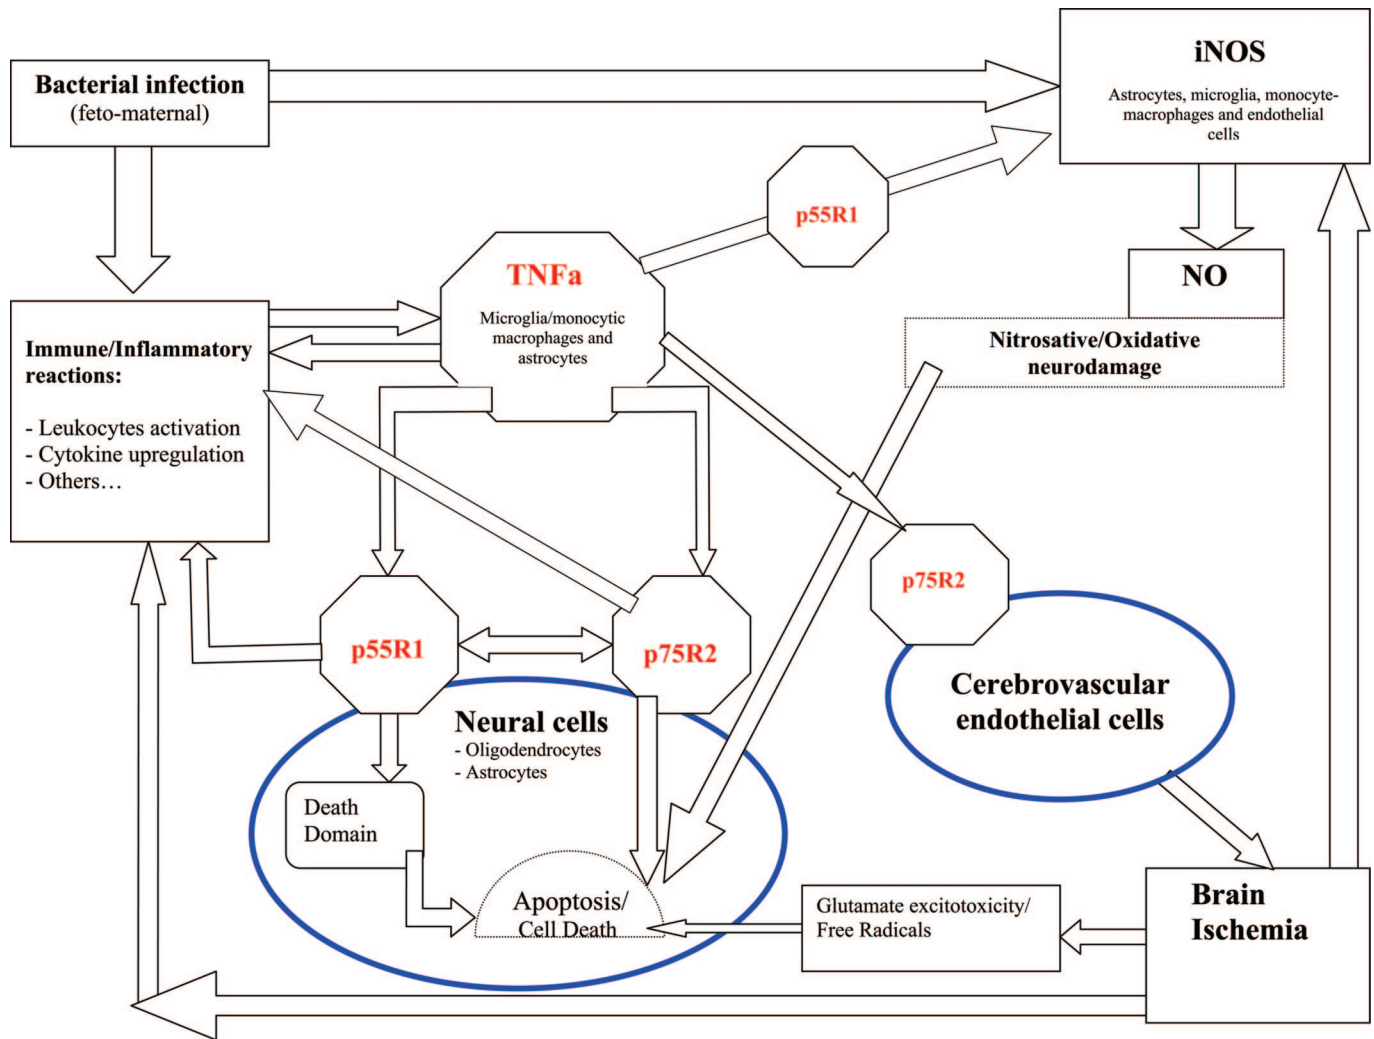 Bacterial infection
(feto-maternal)
iNOS
Astrocytes, microglia, monocyte-
macrophages and endothelial
cells
p55R1
TNFa
Microglia/monocytic
macrophages and
astrocytes
NO
Nitrosative/Oxidative
neurodamage
Immune/Inflammatory
reactions:
- Leukocytes activation
- Cytokine upregulation
- Others…
p75R2
p55R1
p75R2
Cerebrovascular
endothelial cells
Neural cells
- Oligodendrocytes
- Astrocytes
Death
Domain
Apoptosis/
Cell Death
Glutamate excitotoxicity/
Free Radicals
Brain
Ischemia